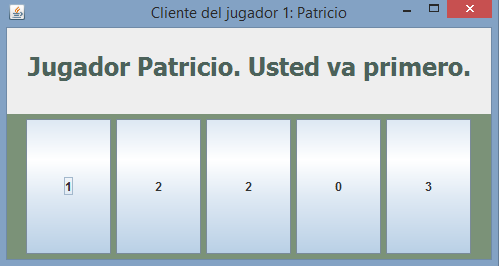 Cliente del jugador 1: Patricio
Jugador Patricio. Usted va primero.
1 2 2 0 3